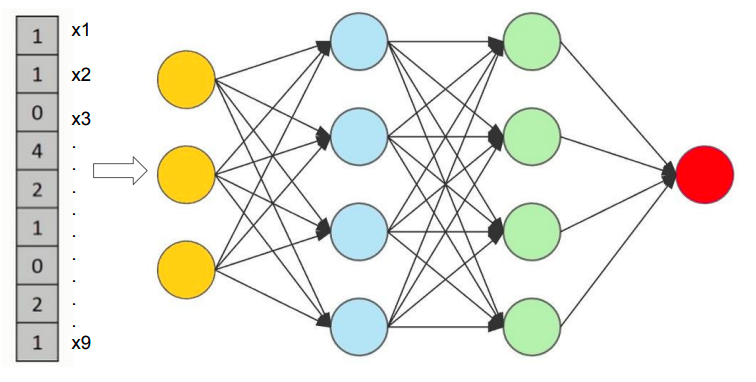 1 x1
1 x2
0 x3
4 .
2 .
1 .
0 .
2 .
1 x9